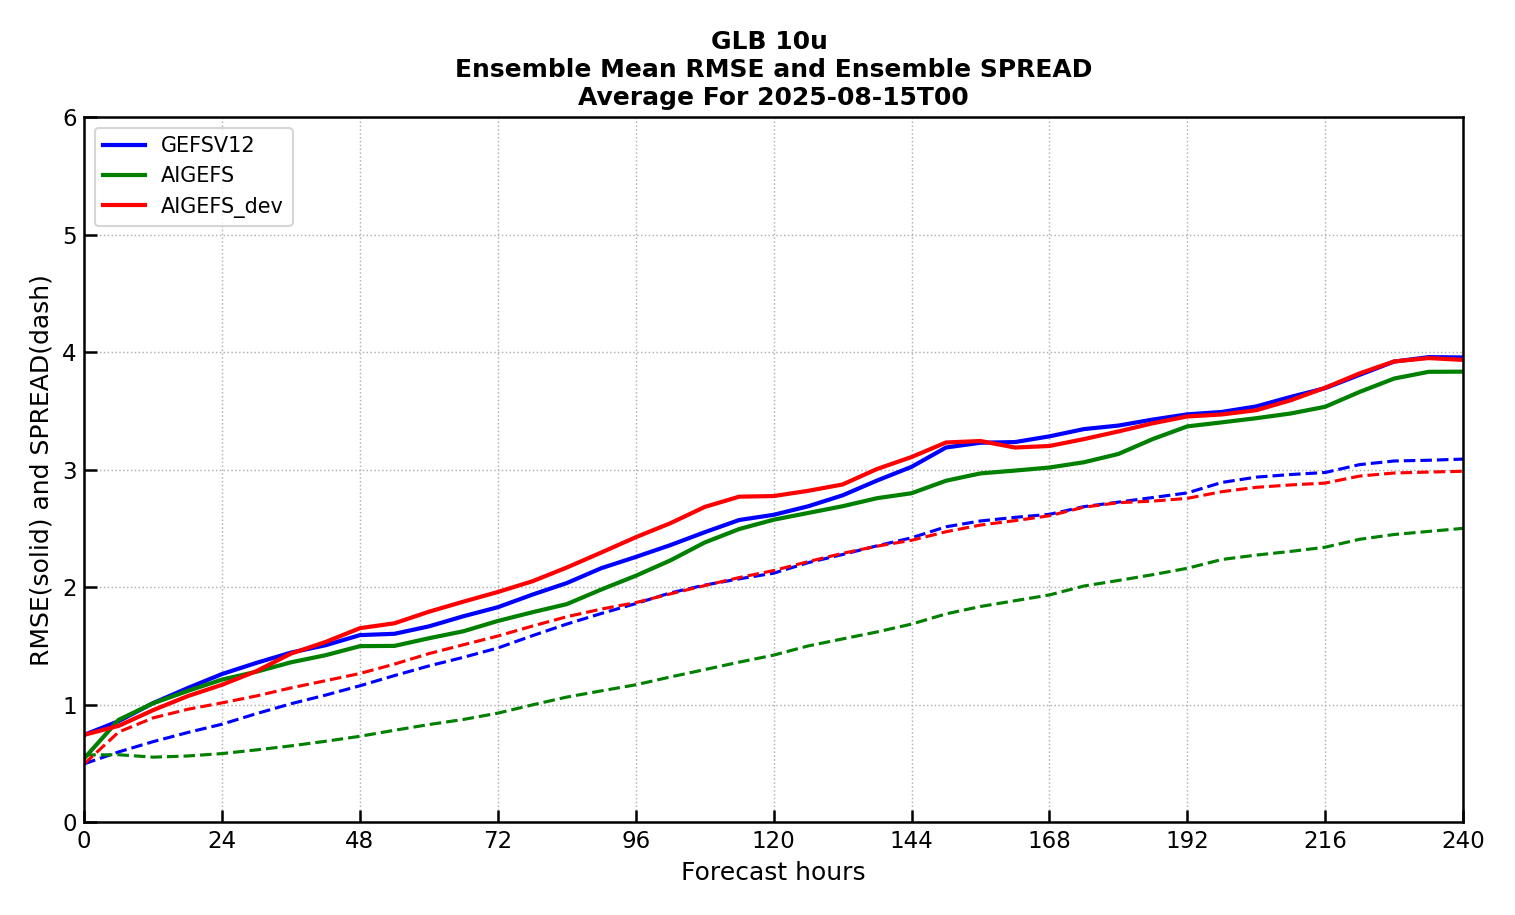 GLB 10u
Ensemble Mean RMSE and Ensemble SPREAD
Average For 2025-08-15T00
GEFSV12
AIGEFS
AIGEFS_dev
RMSE(solid) and SPREAD(dash)
6
5
4
3
2
1
0
0 24 48 72 96 120 144 168 192 216 240
Forecast hours